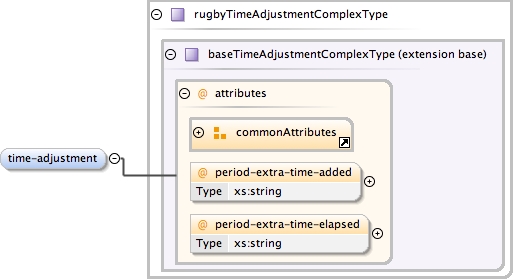 rugbyTimeAdjustmentComplexType
baseTimeAdjustmentComplexType (extension base)
@ attributes
commonAttributes
time-adjustment
@ period-extra-time-added
Type xs:string
@ period-extra-time-elapsed
Type xs:string